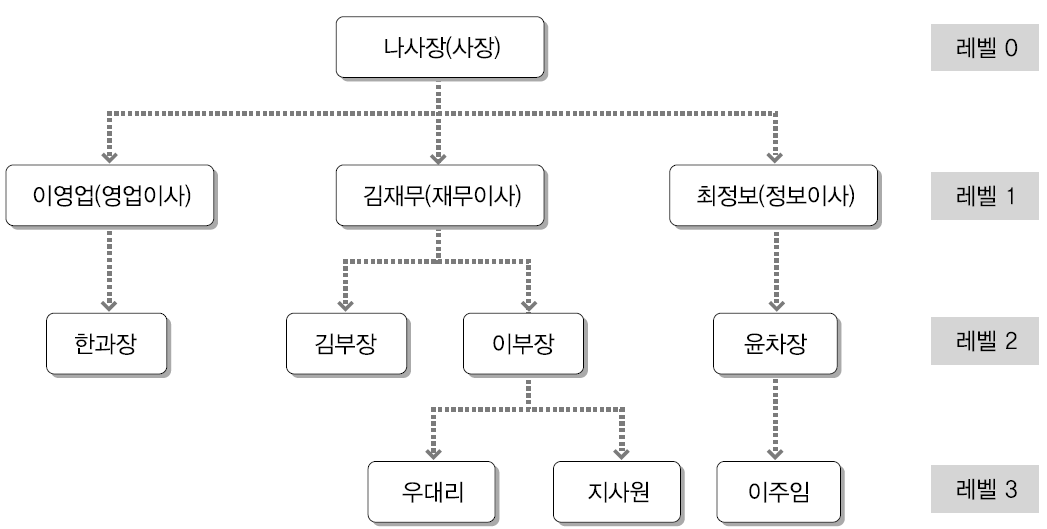 나사장(사장)
레벨 0
이영업(영업이사)
김재무(재무이사)
최정보(정보이사)
레벨 1
한과장
김부장
이부장
윤차장
레벨 2
우대리
지사원
이주임
레벨 3